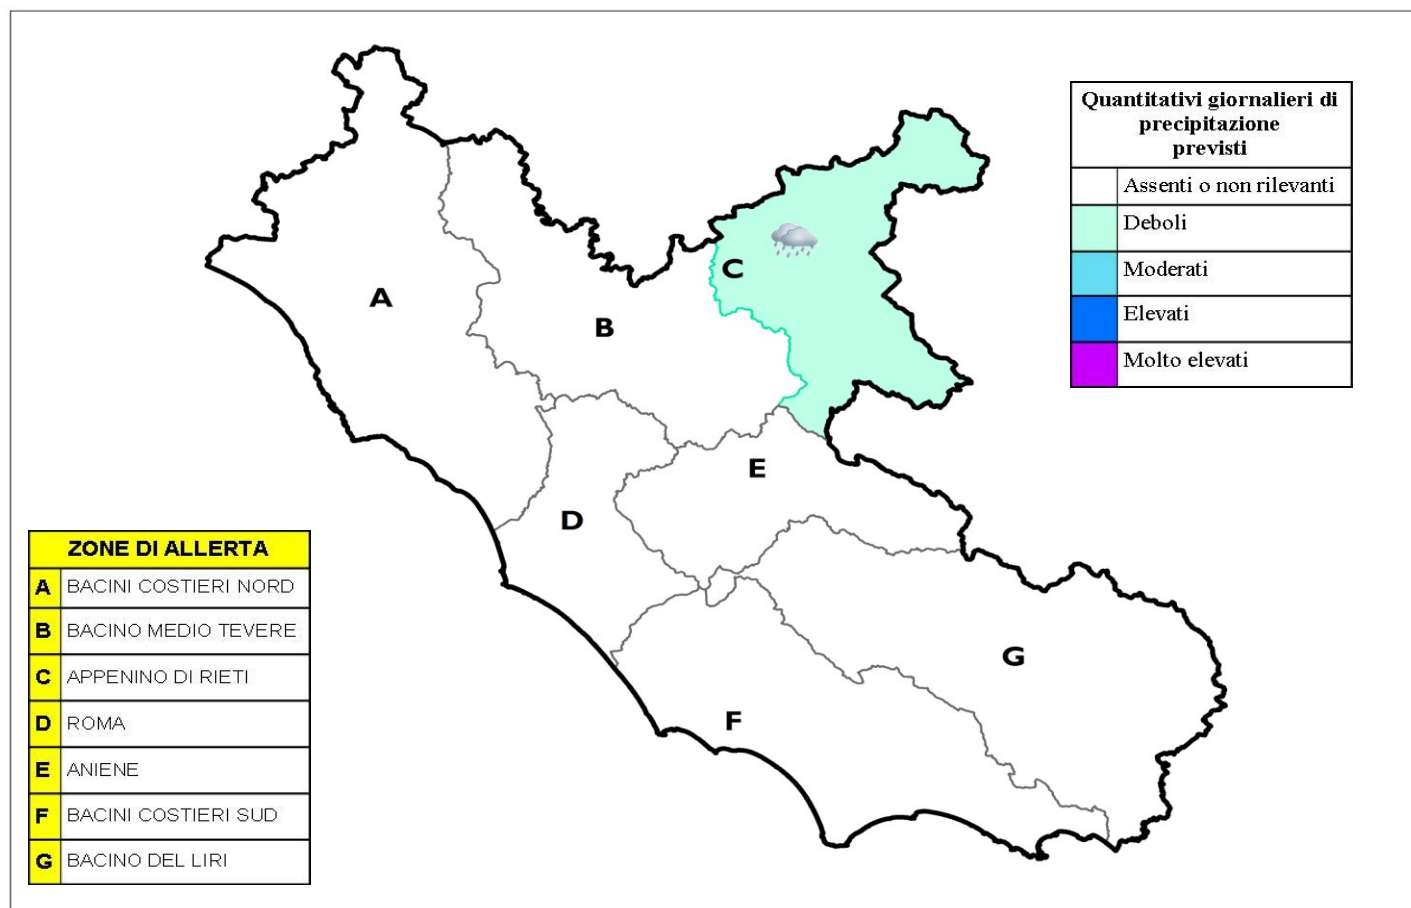 Quantitativi giornalieri di
precipitazione
previsti
Assenti o non rilevanti
Deboli
Moderati
Elevati
Molto elevati
A
B
C
D
E
F
G
ZONE DI ALLERTA
A BACINI COSTIERI NORD
B BACINO MEDIO TEVERE
C APPENINO DI RIETI
D ROMA
E ANIENE
F BACINI COSTIERI SUD
G BACINO DEL LIRI